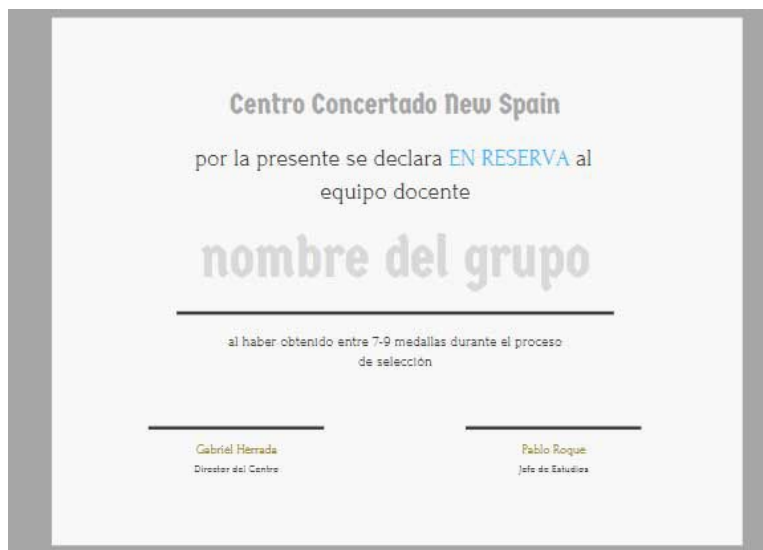 Centro Concertado New Spain
por la presente se declara EN RESERVA al
equipo docente
nombre del grupo
al haber obtenido entre 7-9 medallas durante el proceso
de selección
Gabriel Herrada
Director del Centro
Pablo Roque
Jefe de Estudios